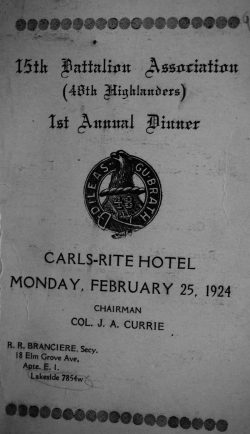 15th Battalion Association
(48th Highlanders)
1st Annual Dinner
DILEAS GU BRATH
CARLS-RITE HOTEL
MONDAY, FEBRUARY 25, 1924
CHAIRMAN
COL. J. A. CURRIE
R. R. BRANCIERE, Secy.
18 Elm Grove Ave,
Apte. E. 1.
Lakeside 7854w